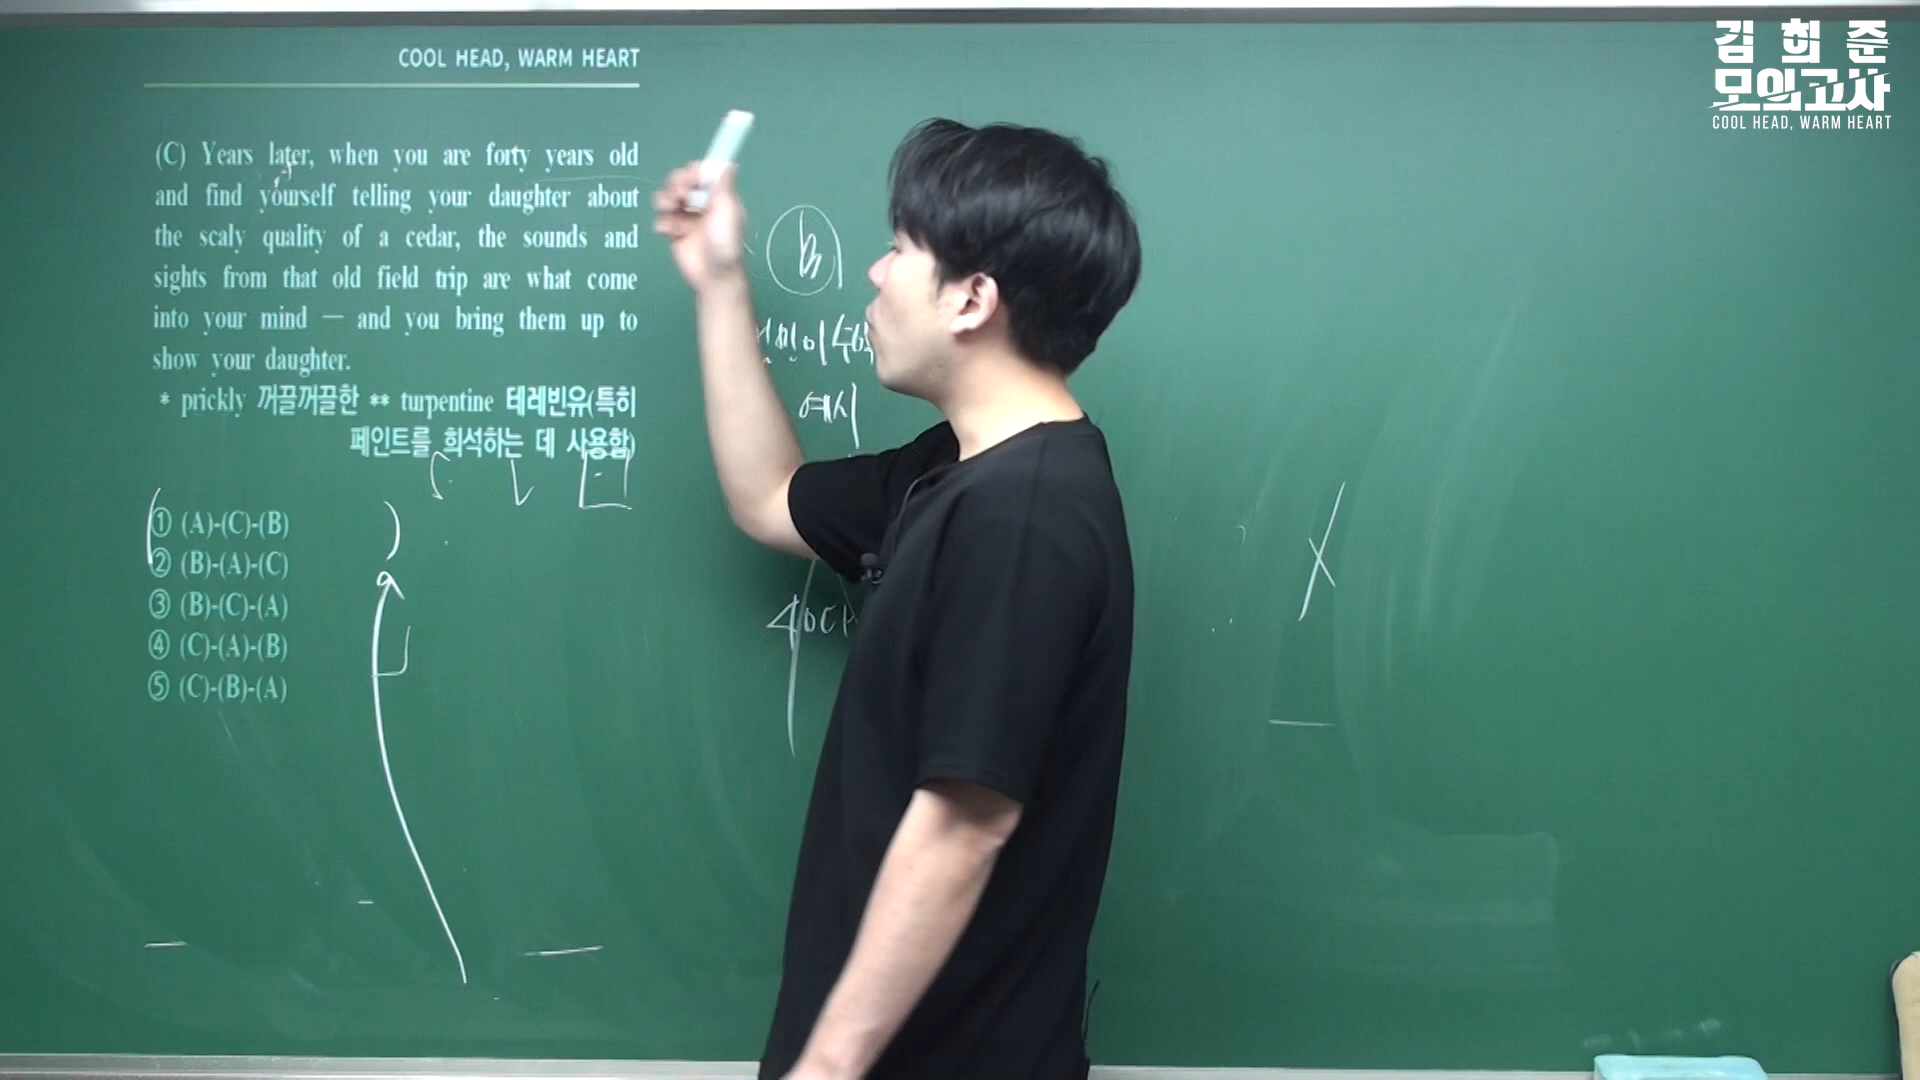 COOL HEAD, WARM HEART
(C) Years later, when you are forty years old
and find yourself telling your daughter about
the scaly quality of a cedar, the sounds and
sights from that old field trip are what come
into your mind — and you bring them up to
show your daughter.
* prickly 꺼끌꺼끌한 ** turpentine 테레빈유(특히
페인트를 희석하는 데 사용함)
① (A)-(C)-(B)
② (B)-(A)-(C)
③ (B)-(C)-(A)
④ (C)-(A)-(B)
⑤ (C)-(B)-(A)
예시
김희준
모의고사
COOL HEAD, WARM HEART